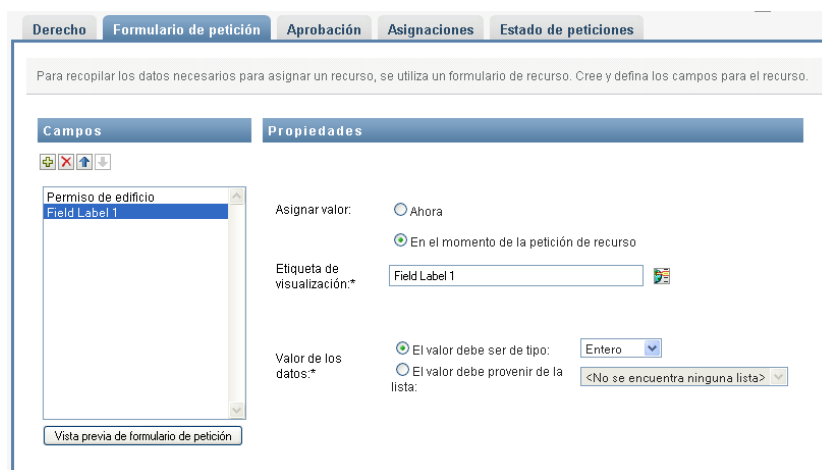 Derecho Formulario de petición Aprobación Asignaciones Estado de peticiones
Para recopilar los datos necesarios para asignar un recurso, se utiliza un formulario de recurso. Cree y defina los campos para el recurso.
Campos Propiedades
Permiso de edificio
Field Label 1
Asignar valor: Ahora
En el momento de la petición de recurso
Etiqueta de visualización:* Field Label 1
Valor de los datos:* El valor debe ser de tipo: Entero
El valor debe provenir de la lista: <No se encuentra ninguna lista>
Vista previa de formulario de petición